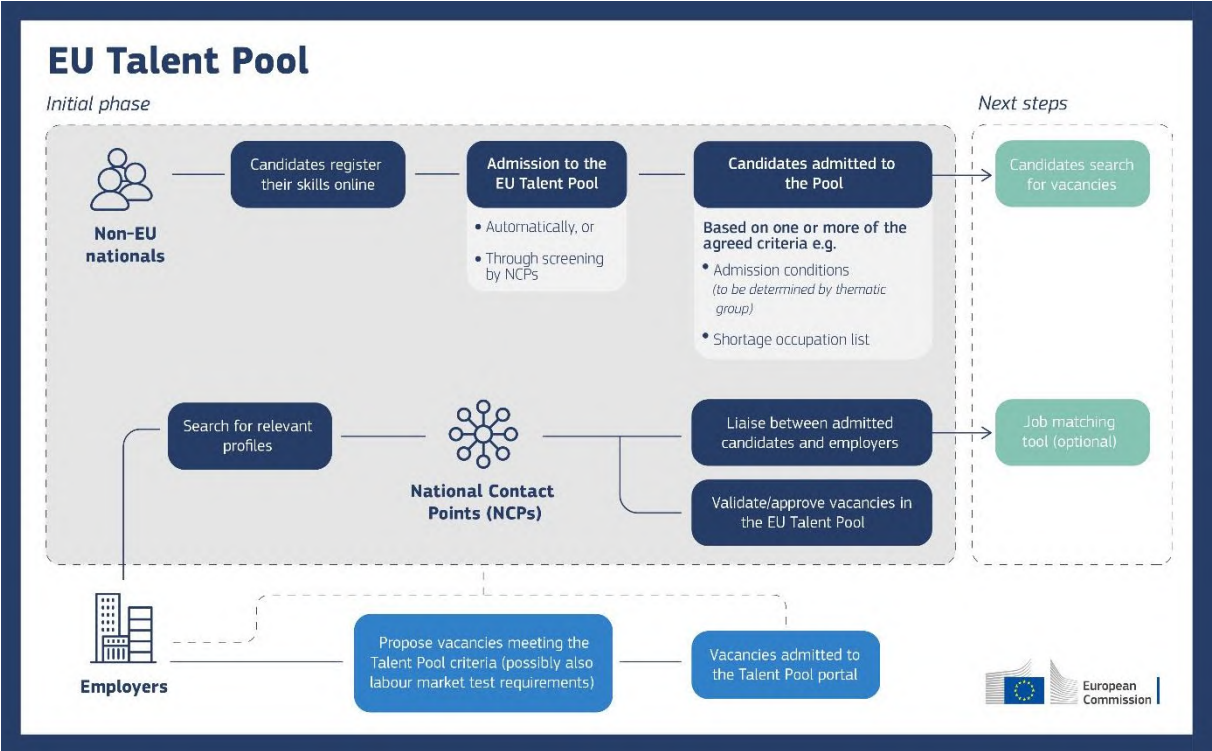 EU Talent Pool
Initial phase
Next steps
Non-EU
nationals
Candidates register
their skills online
Admission to the
EU Talent Pool
• Automatically, or
• Through screening
by NCPs
Candidates admitted to
the Pool
Based on one or more of the
agreed criteria e.g.
• Admission conditions
(to be determined by thematic
group)
• Shortage occupation list
Candidates search
for vacancies
Search for relevant
profiles
National Contact
Points (NCPs)
Liaise between admitted
candidates and employers
Validate/approve vacancies in
the EU Talent Pool
Job matching
tool (optional)
Employers
Propose vacancies meeting the
Talent Pool criteria (possibly also
labour market test requirements)
Vacancies admitted to
the Talent Pool portal
European
Commission